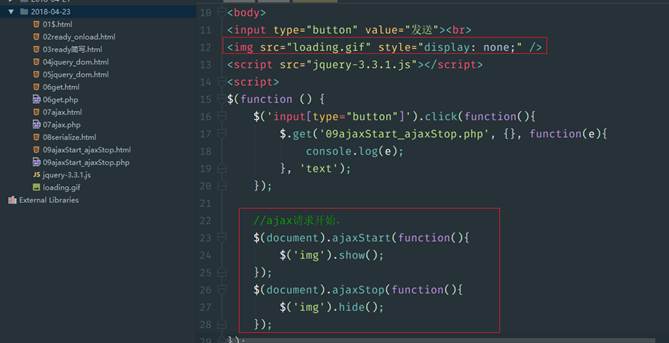 2018-04-23
01$.html
02ready_onload.html
03ready简写.html
04jquery_dom.html
05jquery_dom.html
06get.html
06get.php
07ajax.html
07ajax.php
08serialize.html
09ajaxStart_ajaxStop.html
09ajaxStart_ajaxStop.php
jquery-3.3.1.js
loading.gif
External Libraries
10 <body>
11 <input type="button" value="发送"><br>
12 <img src="loading.gif" style="display: none;" />
13 <script src="jquery-3.3.1.js"></script>
14 <script>
15 $(function () {
16 $('input[type="button"]').click(function(){
17 $.get('09ajaxStart_ajaxStop.php', {}, function(e){
18 console.log(e);
19 }, 'text');
20 });
21
22 //ajax请求开始.
23 $(document).ajaxStart(function(){
24 $('img').show();
25 });
26 $(document).ajaxStop(function(){
27 $('img').hide();
28 });
29 });